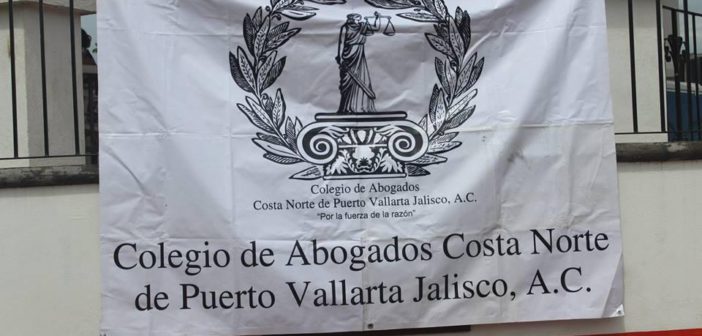 Colegio de Abogados
Costa Norte de Puerto Vallarta Jalisco, A.C.
"Por la fuerza de la razón"
Colegio de Abogados Costa Norte
de Puerto Vallarta Jalisco, A.C.